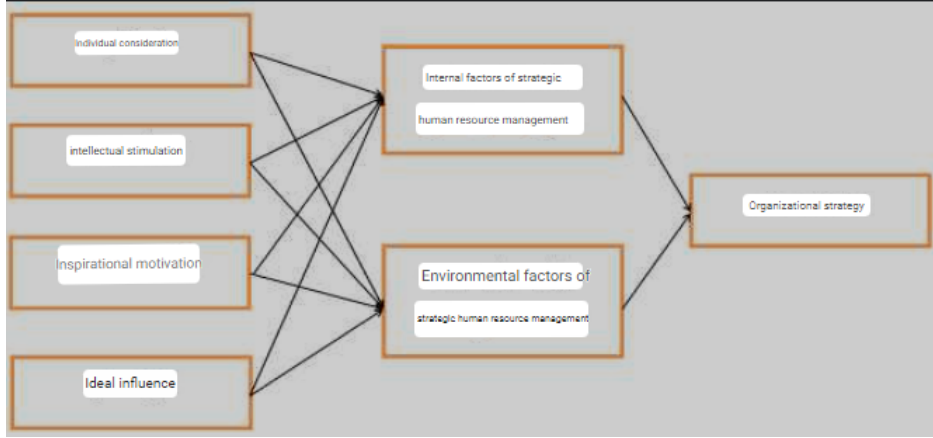 Individual consideration
intellectual stimulation
Inspirational motivation
Ideal influence
Internal factors of strategic
human resource management
Environmental factors of
strategic human resource management
Organizational strategy